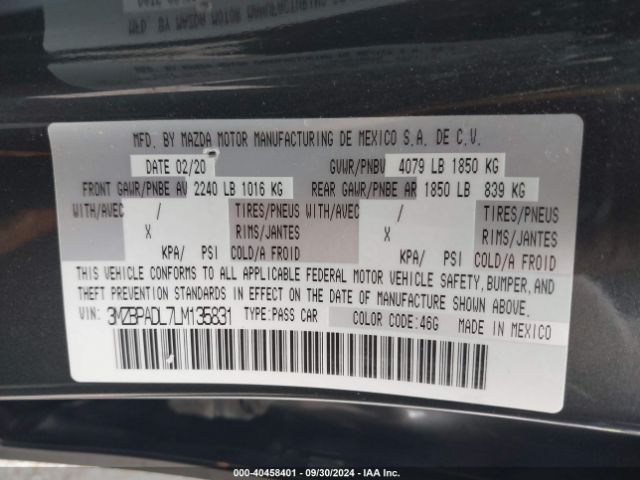 MFD. BY MAZDA MOTOR
MFD. BY MAZDA MOTOR MANUFACTURING DE MEXICO S.A. DE C.V.
DATE 02/20 GVWR/PNBV 4079 LB 1850 KG
FRONT GAWR/PNBE AV 2240 LB 1016 KG REAR GAWR/PNBE AR 1850 LB 839 KG
WITH/AVEC / TIRES/PNEUS WITH/AVEC / TIRES/PNEUS
X RIMS/JANTES X RIMS/JANTES
KPA/ PSI COLD/A FROID KPA/ PSI COLD/A FROID
THIS VEHICLE CONFORMS TO ALL APPLICABLE FEDERAL MOTOR VEHICLE SAFETY, BUMPER, AND
THEFT PREVENTION STANDARDS IN EFFECT ON THE DATE OF MANUFACTURE SHOWN ABOVE.
VIN: 3MZBPADL7LM135831 TYPE:PASS CAR COLOR CODE:46G MADE IN MEXICO
000-40458401 - 09/30/2024 - IAA Inc.